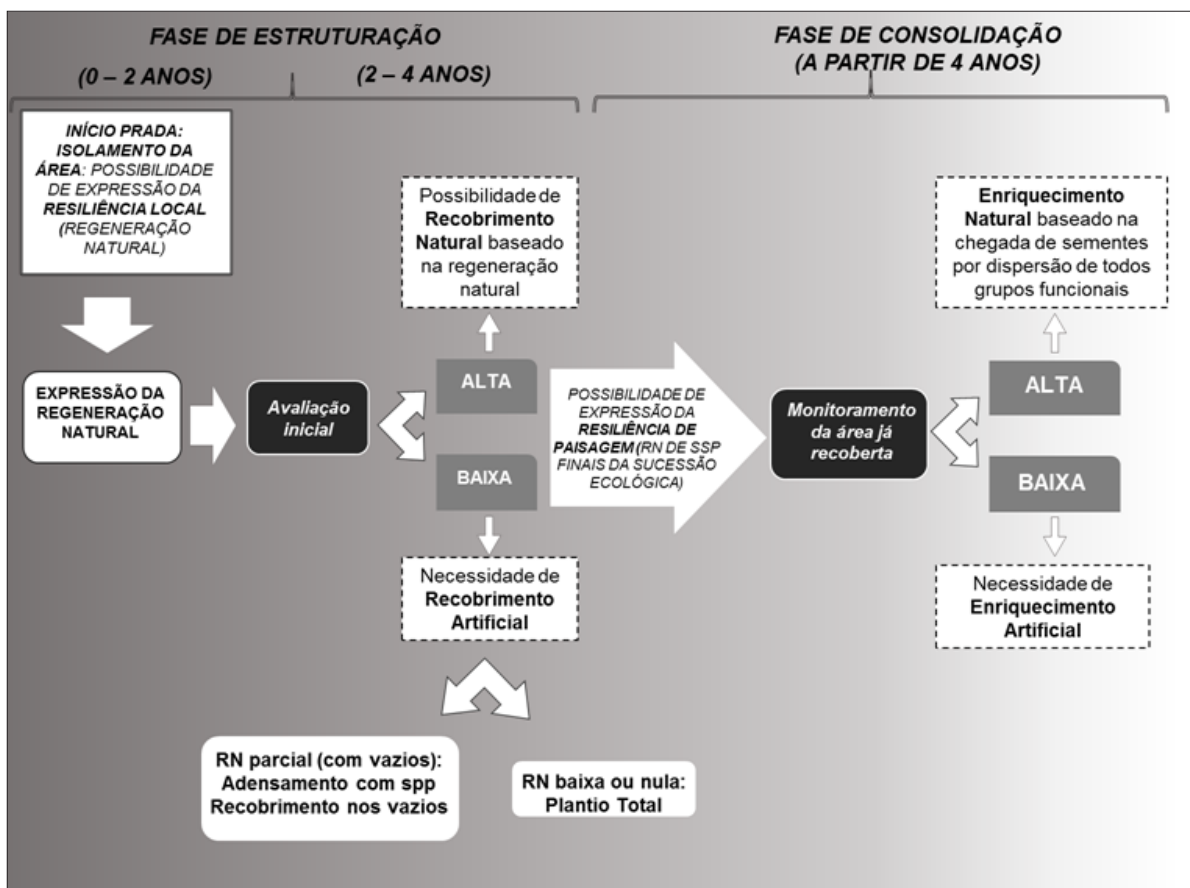 FASE DE ESTRUTURAÇÃO
(0 – 2 ANOS)
(2 – 4 ANOS)
FASE DE CONSOLIDAÇÃO
(A PARTIR DE 4 ANOS)
INÍCIO PRADA:
ISOLAMENTO DA
ÁREA: POSSIBILIDADE
DE EXPRESSÃO DA
RESILIÊNCIA LOCAL
(REGENERAÇÃO
NATURAL)
EXPRESSÃO DA
REGENERAÇÃO
NATURAL
Avaliação
inicial
Possibilidade de
Recobrimento
Natural baseado
na regeneração
natural
ALTA
BAIXA
Necessidade de
Recobrimento
Artificial
RN parcial (com vazios):
Adensamento com spp
Recobrimento nos vazios
RN baixa ou nula:
Plantio Total
POSSIBILIDADE DE
EXPRESSÃO DA
RESILIÊNCIA DE
PAISAGEM (RN DE SSP
FINAIS DA SUCESSÃO
ECOLÓGICA)
Monitoramento
da área já
recoberta
Enriquecimento
Natural baseado na
chegada de sementes
por dispersão de todos
grupos funcionais
ALTA
BAIXA
Necessidade de
Enriquecimento
Artificial